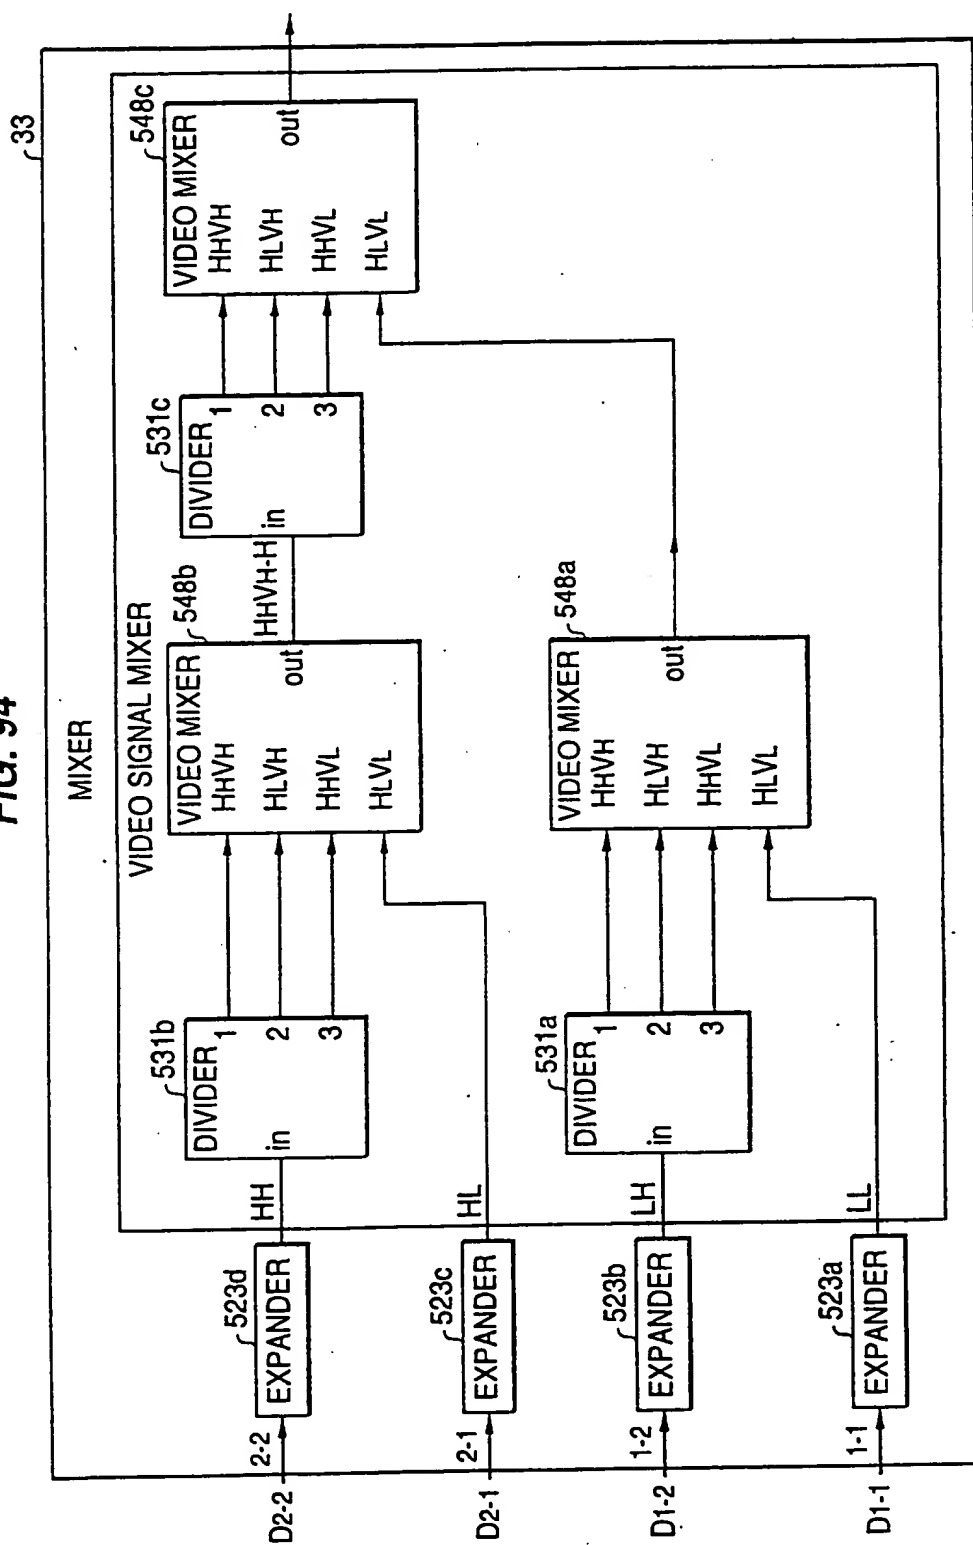 FIG. 94
33
MIXER
VIDEO SIGNAL MIXER
D2-2
2-2
EXPANDER
523d
HH
DIVIDER
531b
in
1
2
3
VIDEO MIXER
548b
HHVH
HLVH
HHVL
HLVL
out
HHVH-H
DIVIDER
531c
in
1
2
3
VIDEO MIXER
548c
HHVH
HLVH
HHVL
HLVL
out
D2-1
2-1
EXPANDER
523c
HL
D1-2
1-2
EXPANDER
523b
LH
DIVIDER
531a
in
1
2
3
VIDEO MIXER
548a
HHVH
HLVH
HHVL
HLVL
out
D1-1
1-1
EXPANDER
523a
LL